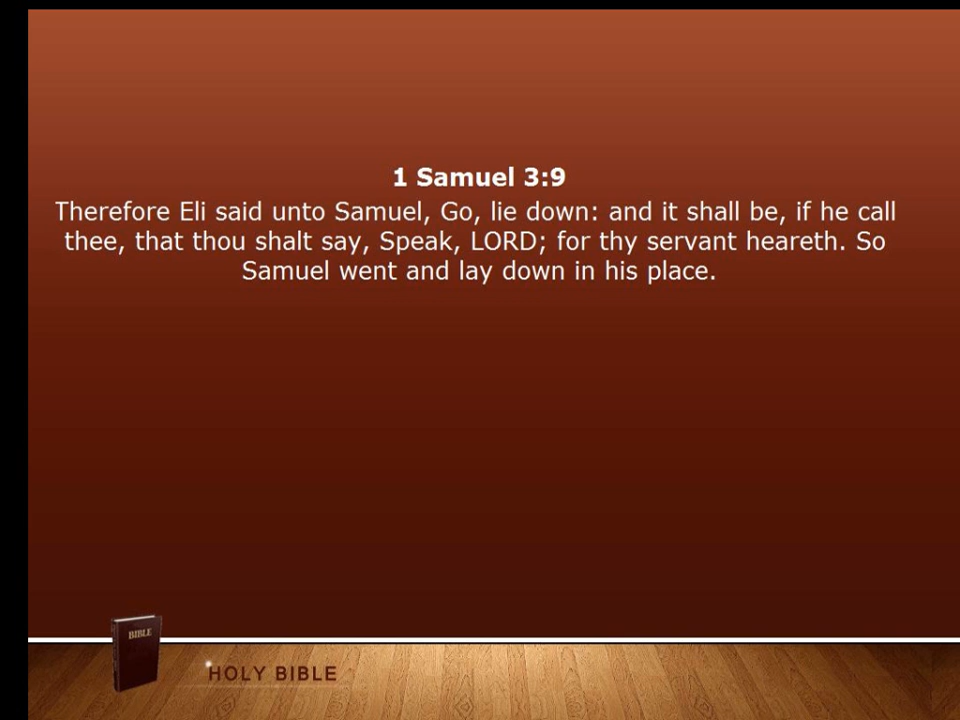 1 Samuel 3:9
Therefore Eli said unto Samuel, Go, lie down: and it shall be, if he call
thee, that thou shalt say, Speak, LORD; for thy servant heareth. So
Samuel went and lay down in his place.
BIBLE
HOLY BIBLE